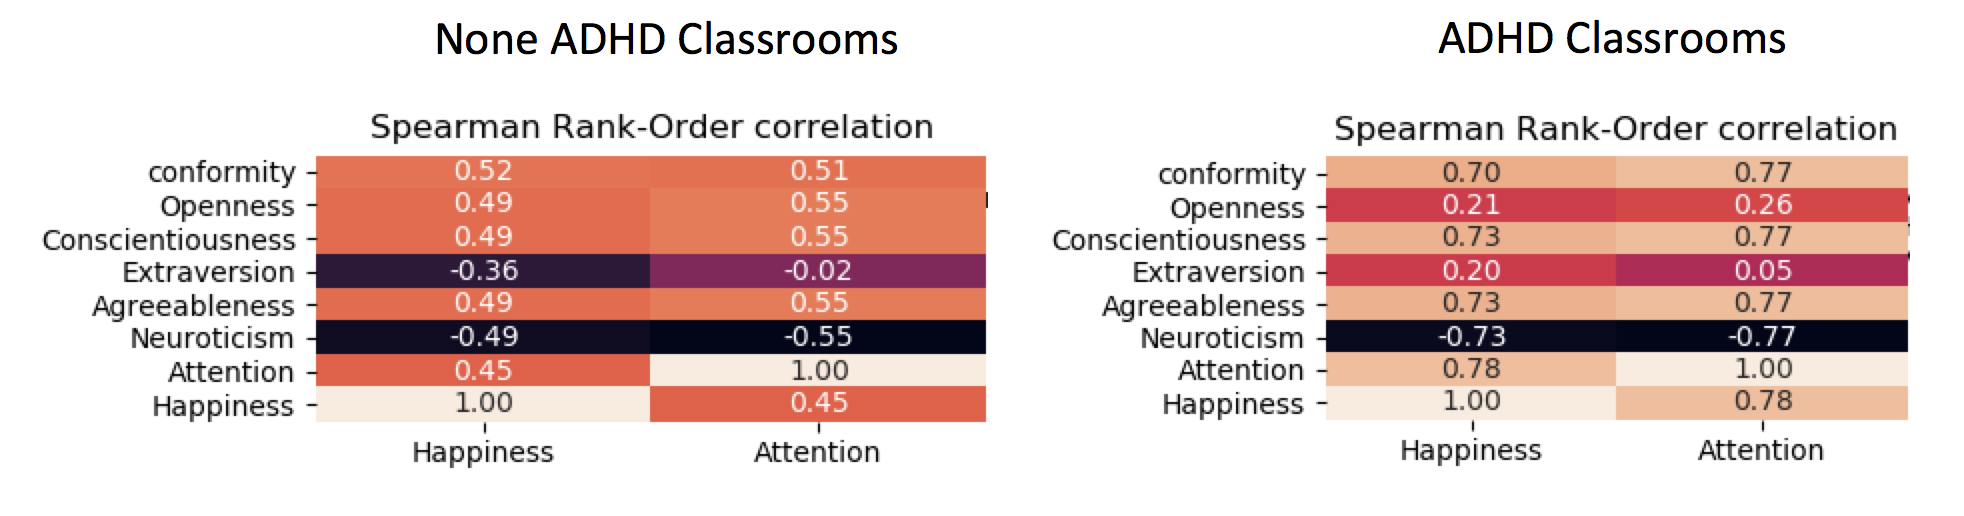 None ADHD Classrooms
Spearman Rank-Order correlation
conformity 0.52 0.51
Openness 0.49 0.55
Conscientiousness 0.49 0.55
Extraversion -0.36 -0.02
Agreeableness 0.49 0.55
Neuroticism -0.49 -0.55
Attention 0.45 1.00
Happiness 1.00 0.45
Happiness Attention
ADHD Classrooms
Spearman Rank-Order correlation
conformity 0.70 0.77
Openness 0.21 0.26
Conscientiousness 0.73 0.77
Extraversion 0.20 0.05
Agreeableness 0.73 0.77
Neuroticism -0.73 -0.77
Attention 0.78 1.00
Happiness 1.00 0.78
Happiness Attention